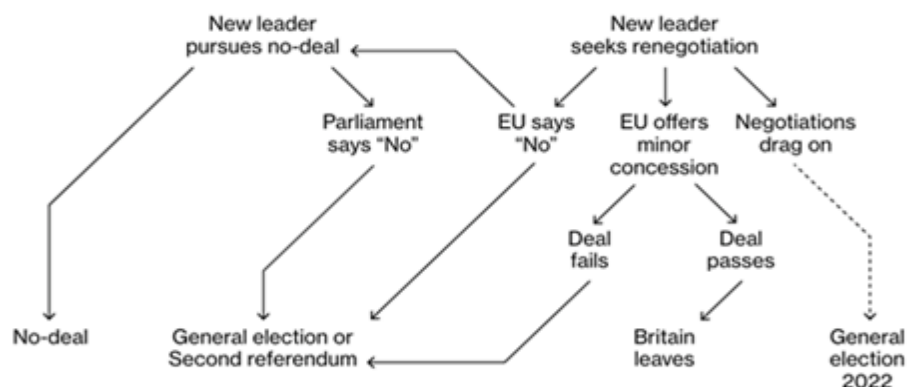 New leader
pursues no-deal
New leader
seeks renegotiation
Parliament
says “No”
EU says
“No”
EU offers
minor
concession
Negotiations
drag on
Deal
fails
Deal
passes
No-deal
General election or
Second referendum
Britain
leaves
General
election
2022